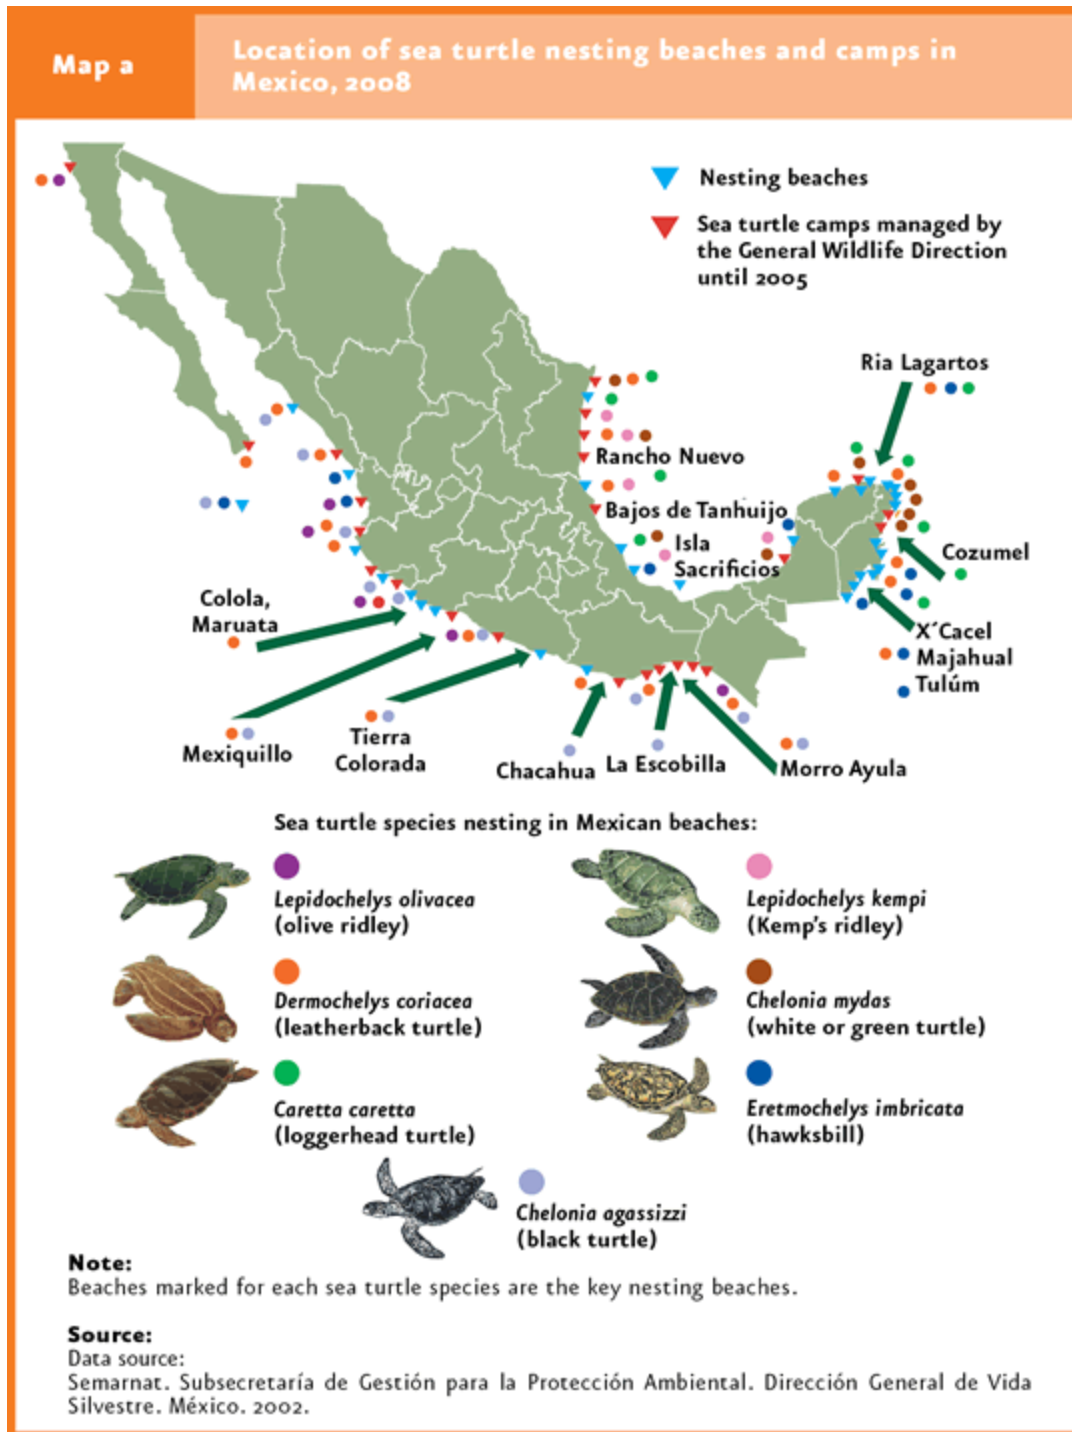 Map a
Location of sea turtle nesting beaches and camps in
Mexico, 2008
Nesting beaches
Sea turtle camps managed by
the General Wildlife Direction
until 2005
Ria Lagartos
Rancho Nuevo
Bajos de Tanhuijo
Isla
Sacrificios
Cozumel
Colola,
Maruata
X´Cacel
Majahual
Tulúm
Mexiquillo
Tierra
Colorada
Chacahua
La Escobilla
Morro Ayula
Sea turtle species nesting in Mexican beaches:
Lepidochelys olivacea
(olive ridley)
Lepidochelys kempi
(Kemp's ridley)
Dermochelys coriacea
(leatherback turtle)
Chelonia mydas
(white or green turtle)
Caretta caretta
(loggerhead turtle)
Eretmochelys imbricata
(hawksbill)
Chelonia agassizzi
(black turtle)
Note:
Beaches marked for each sea turtle species are the key nesting beaches.
Source:
Data source:
Semarnat. Subsecretaría de Gestión para la Protección Ambiental. Dirección General de Vida
Silvestre. México. 2002.